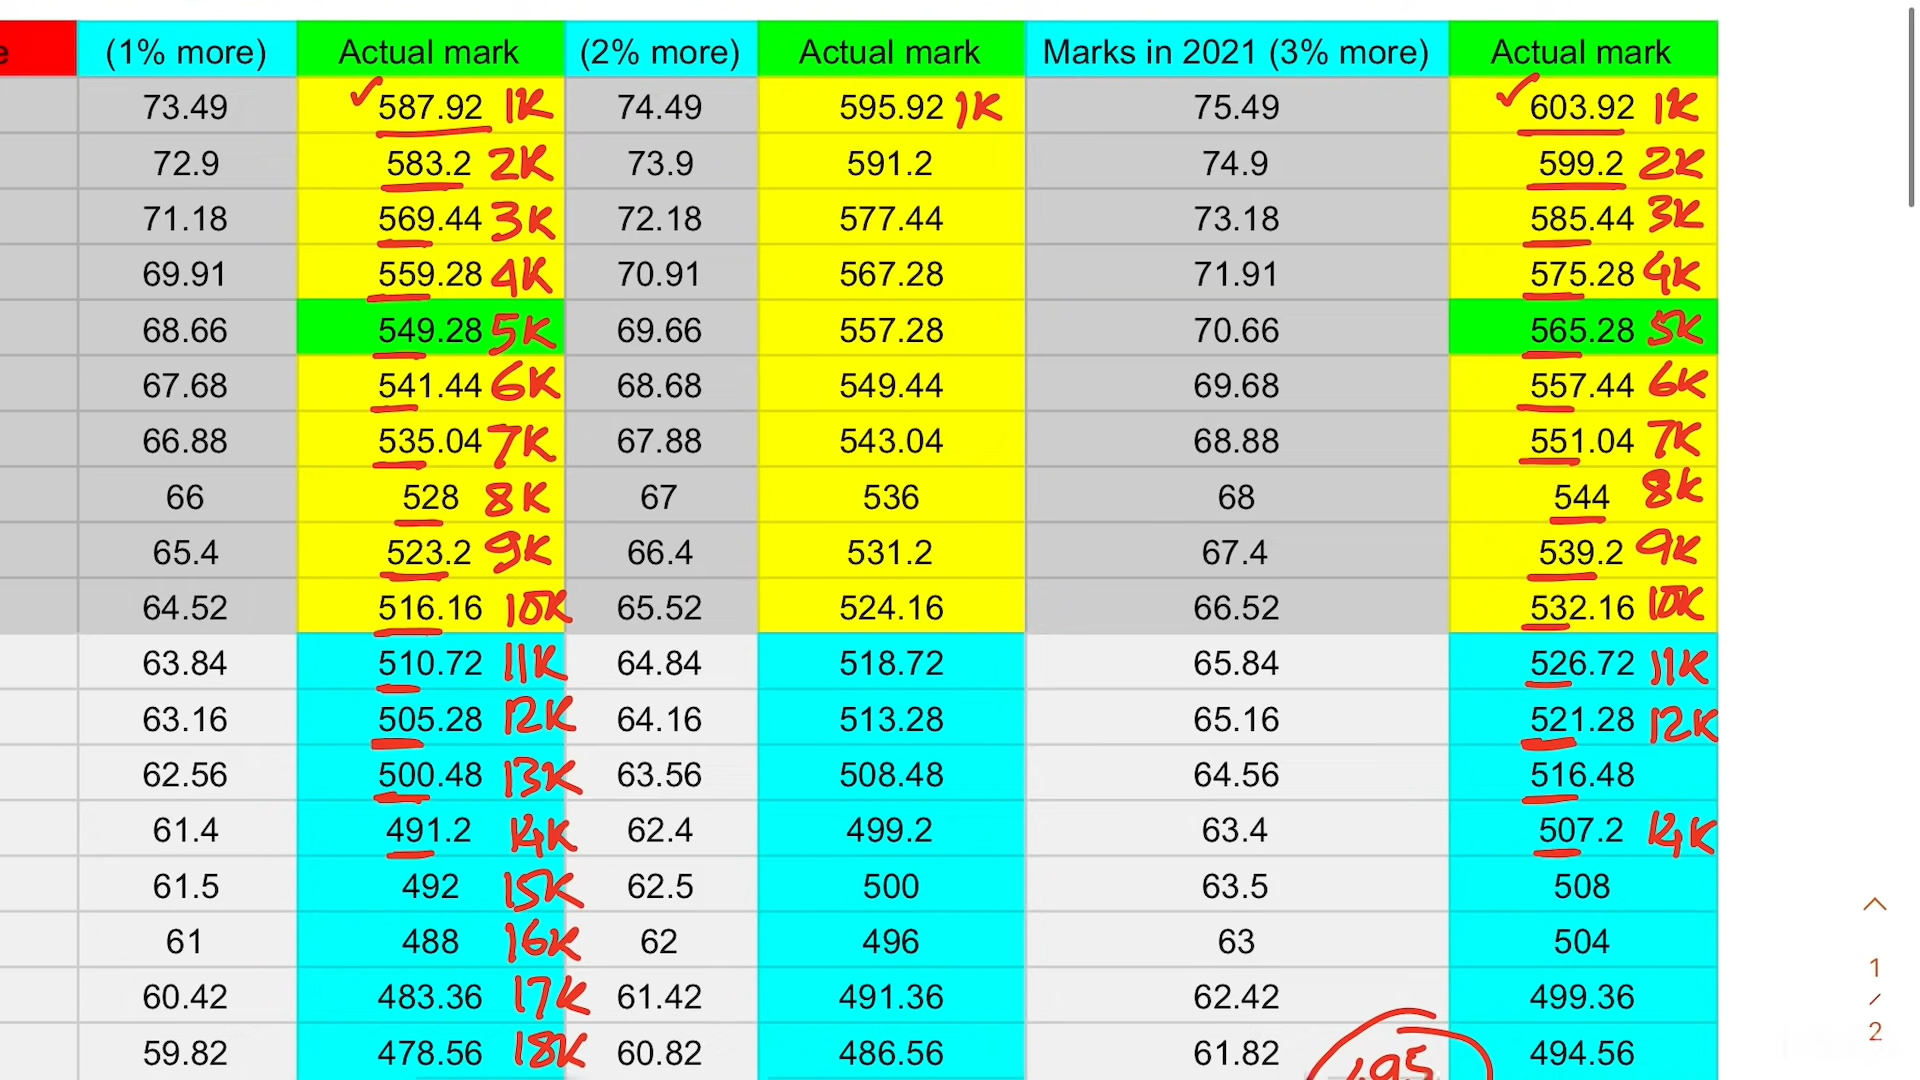 e (1% more) Actual mark (2% more) Actual mark Marks in 2021 (3% more) Actual mark
73.49 587.92 1K 74.49 595.92 1K 75.49 603.92 1K
72.9 583.2 2K 73.9 591.2 74.9 599.2 2K
71.18 569.44 3K 72.18 577.44 73.18 585.44 3K
69.91 559.28 4K 70.91 567.28 71.91 575.28 4K
68.66 549.28 5K 69.66 557.28 70.66 565.28 5K
67.68 541.44 6K 68.68 549.44 69.68 557.44 6K
66.88 535.04 7K 67.88 543.04 68.88 551.04 7K
66 528 8K 67 536 68 544 8K
65.4 523.2 9K 66.4 531.2 67.4 539.2 9K
64.52 516.16 10K 65.52 524.16 66.52 532.16 10K
63.84 510.72 11K 64.84 518.72 65.84 526.72 11K
63.16 505.28 12K 64.16 513.28 65.16 521.28 12K
62.56 500.48 13K 63.56 508.48 64.56 516.48
61.4 491.2 14K 62.4 499.2 63.4 507.2 14K
61.5 492 15K 62.5 500 63.5 508
61 488 16K 62 496 63 504
60.42 483.36 17K 61.42 491.36 62.42 499.36
59.82 478.56 18K 60.82 486.56 61.82 495 494.56
1
/
2